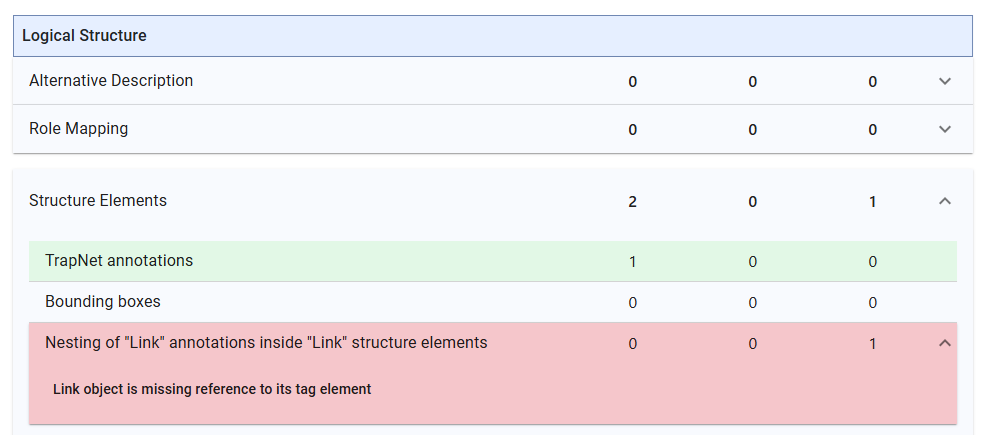 Logical Structure
Alternative Description 0 0 0
Role Mapping 0 0 0
Structure Elements 2 0 1
TrapNet annotations 1 0 0
Bounding boxes 0 0 0
Nesting of "Link" annotations inside "Link" structure elements 0 0 1
Link object is missing reference to its tag element